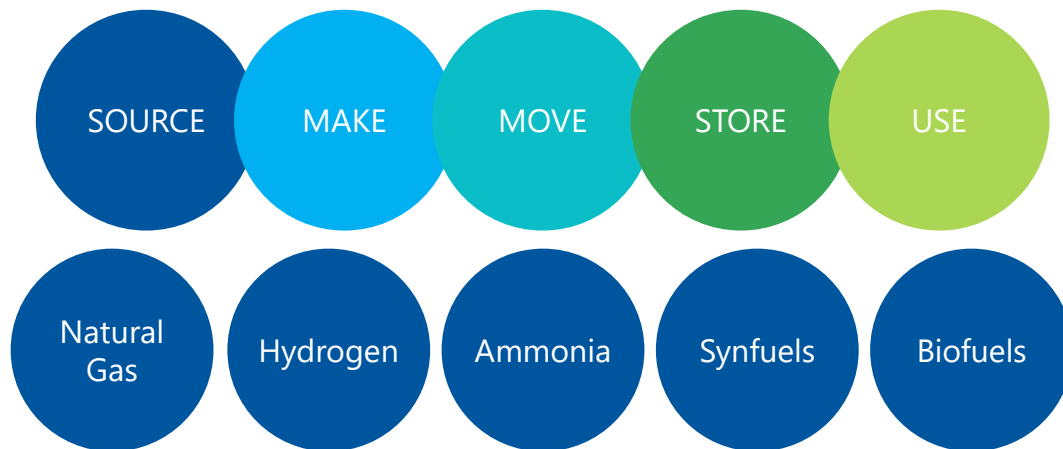 SOURCE
MAKE
MOVE
STORE
USE
Natural
Gas
Hydrogen
Ammonia
Synfuels
Biofuels